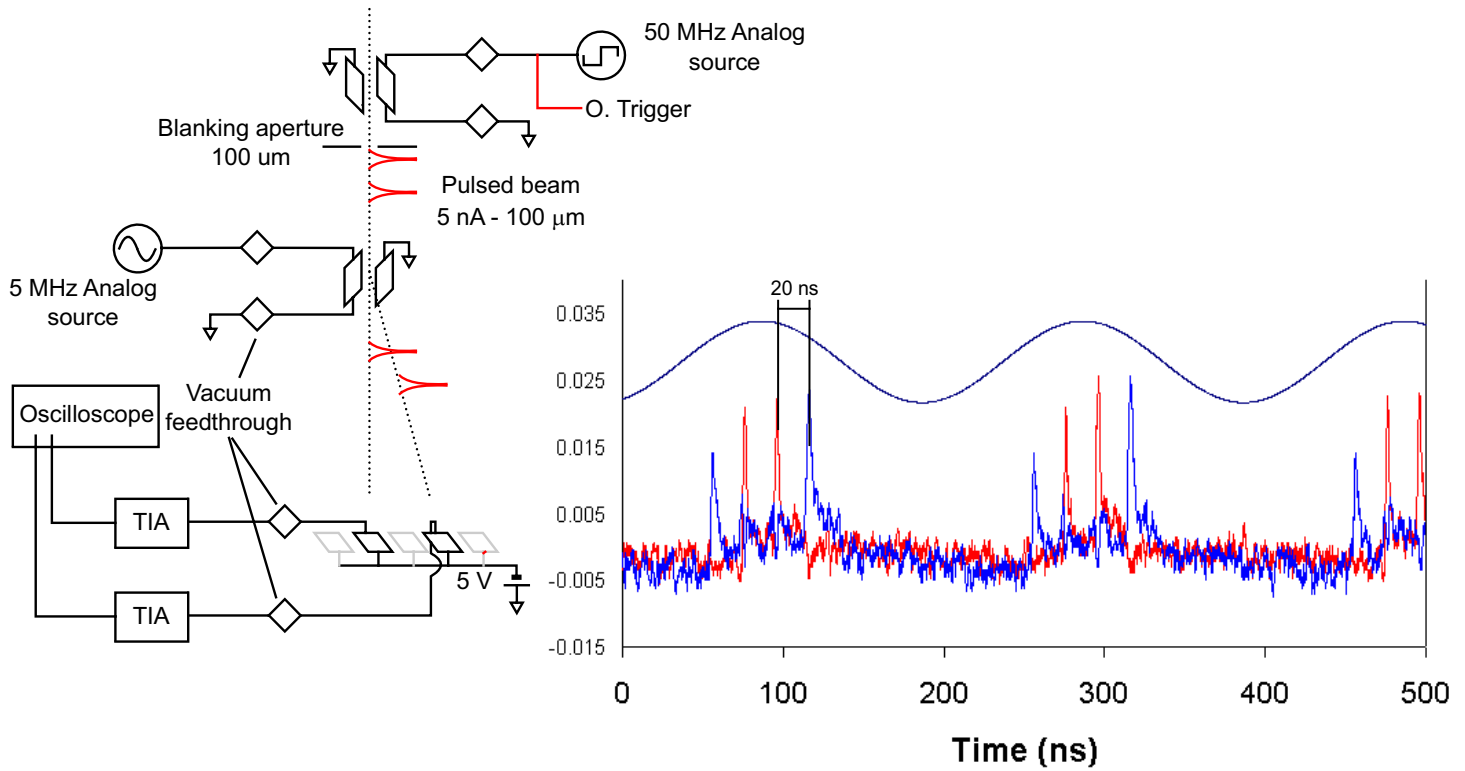 50 MHz Analog
source
O. Trigger
Blanking aperture
100 um
Pulsed beam
5 nA - 100 μm
5 MHz Analog
source
Vacuum
feedthrough
Oscilloscope
TIA
TIA
5 V
20 ns
0.035
0.025
0.015
0.005
-0.005
-0.015
0 100 200 300 400 500
Time (ns)